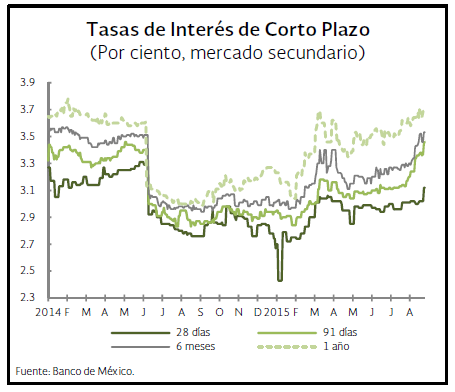 Tasas de Interés de Corto Plazo
(Por ciento, mercado secundario)
3.9
3.7
3.5
3.3
3.1
2.9
2.7
2.5
2.3
2014 F M A M J J A S O N D 2015 F M A M J J A
28 días
91 días
6 meses
1 año
Fuente: Banco de México.